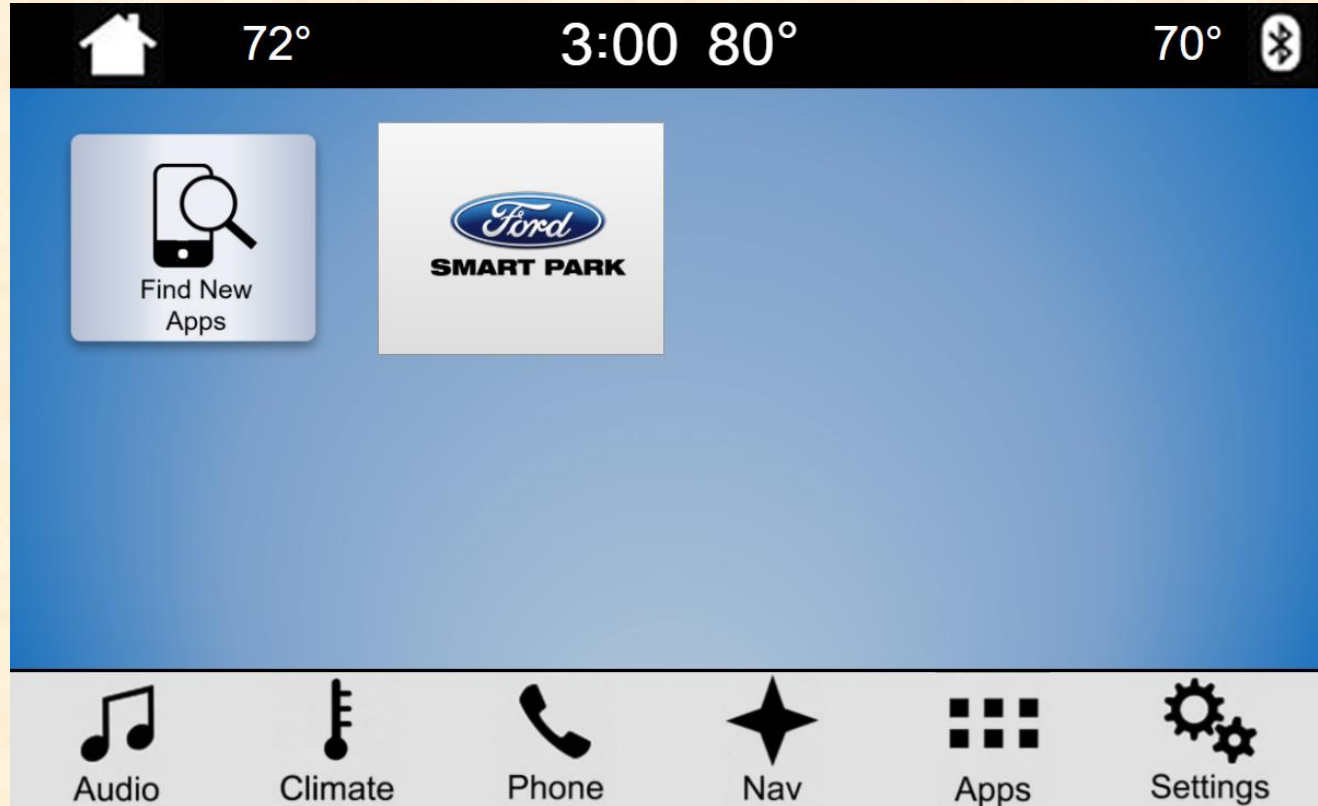 72° 3:00 80° 70°
Find New
Apps
Ford
SMART PARK
Audio Climate Phone Nav Apps Settings